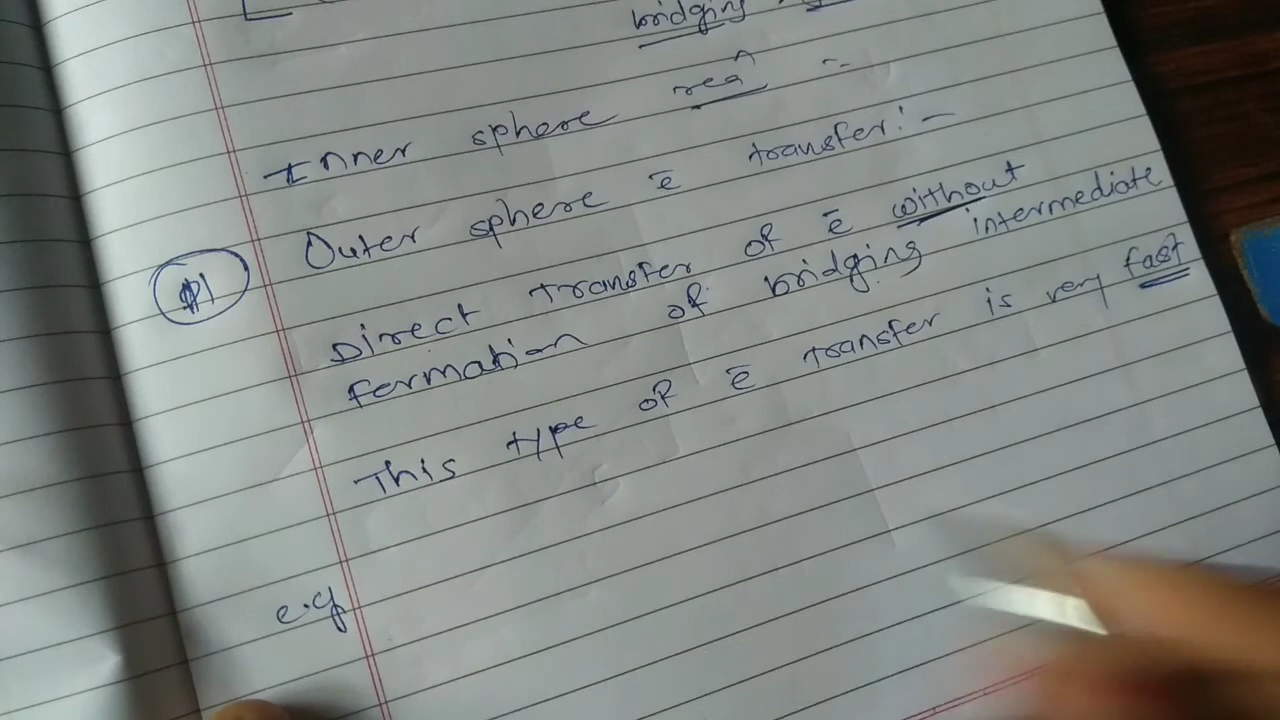 bridging
Inner sphere rea^n :-
Outer sphere ē transfer:-
Direct transfer of ē without
formation of bridging intermediate
This type of ē transfer is very fast
e.g